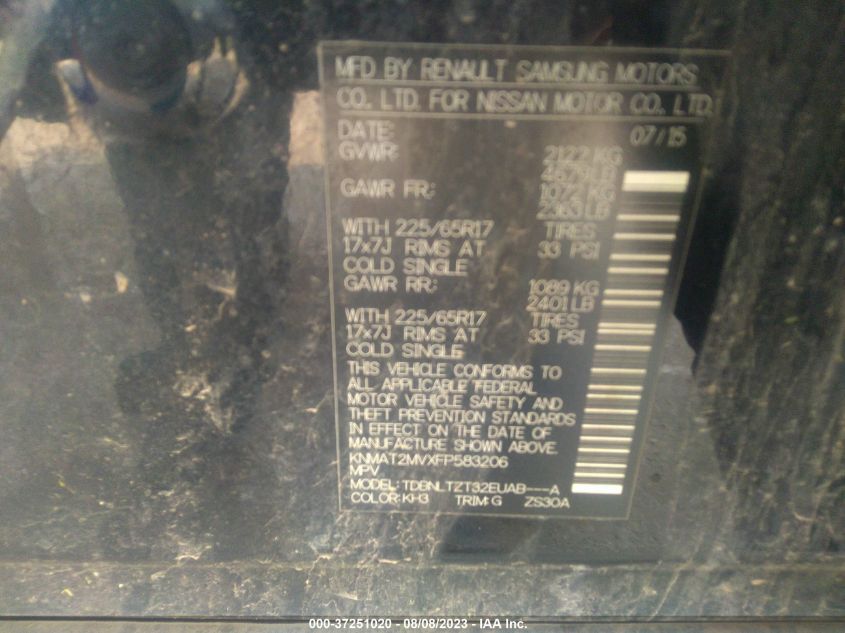 MFD BY RENAULT SAMSUNG MOTORS
CO. LTD. FOR NISSAN MOTOR CO. LTD.
DATE: 07/15
GVWR: 2122 KG
4679 LB
GAWR FR: 1072 KG
2363 LB
WITH 225/65R17 TIRES
17x7J RIMS AT 33 PSI
COLD SINGLE
GAWR RR: 1089 KG
2401 LB
WITH 225/65R17 TIRES
17x7J RIMS AT 33 PSI
COLD SINGLE
THIS VEHICLE CONFORMS TO
ALL APPLICABLE FEDERAL
MOTOR VEHICLE SAFETY AND
THEFT PREVENTION STANDARDS
IN EFFECT ON THE DATE OF
MANUFACTURE SHOWN ABOVE.
KNMAT2MVXFP583206
MPV
MODEL: TDBNLTZT32EUAB---A
COLOR: KH3 TRIM: G ZS30A
000-37251020 - 08/08/2023 - IAA Inc.